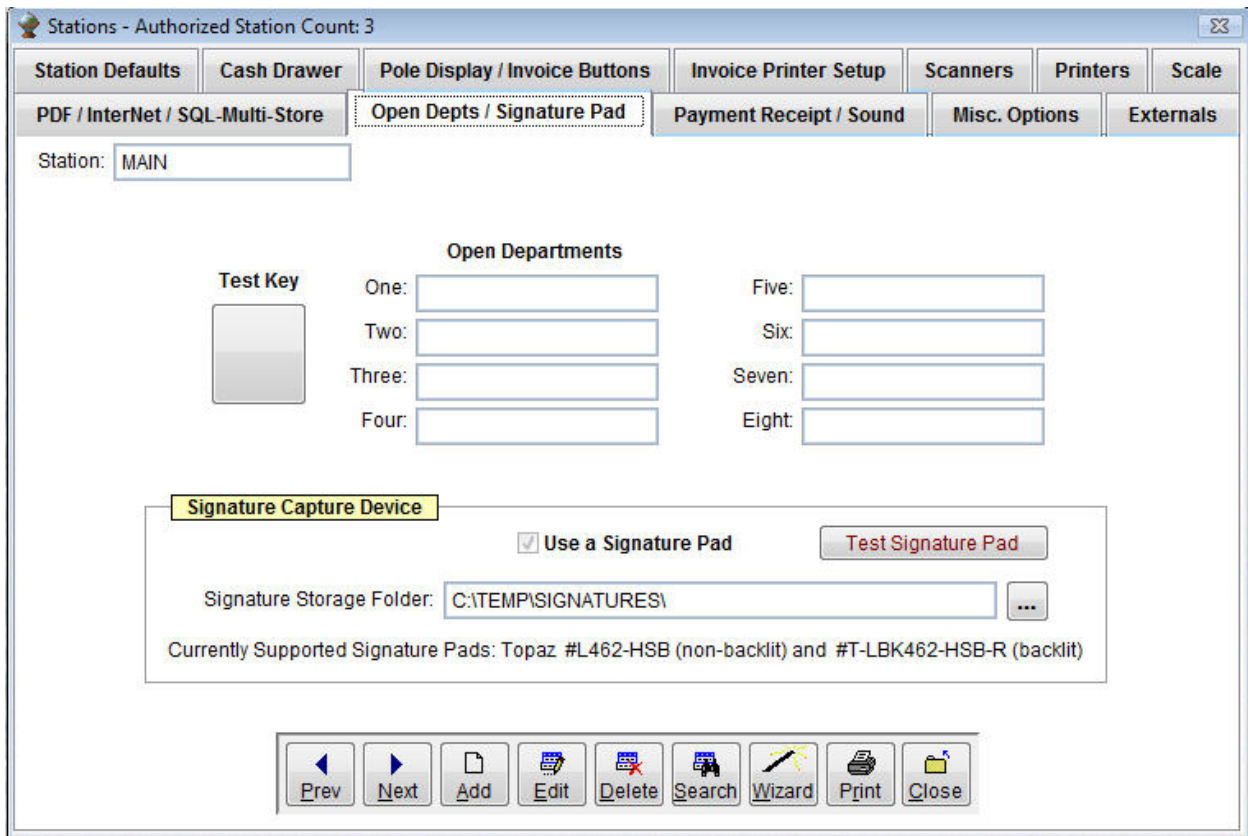 Stations - Authorized Station Count: 3
Station Defaults Cash Drawer Pole Display / Invoice Buttons Invoice Printer Setup Scanners Printers Scale
PDF / InterNet / SQL-Multi-Store Open Depts / Signature Pad Payment Receipt / Sound Misc. Options Externals
Station: MAIN
Open Departments
Test Key
One: Five:
Two: Six:
Three: Seven:
Four: Eight:
Signature Capture Device
Use a Signature Pad Test Signature Pad
Signature Storage Folder: C:\TEMP\SIGNATURES\ ...
Currently Supported Signature Pads: Topaz #L462-HSB (non-backlit) and #T-LBK462-HSB-R (backlit)
Prev Next Add Edit Delete Search Wizard Print Close